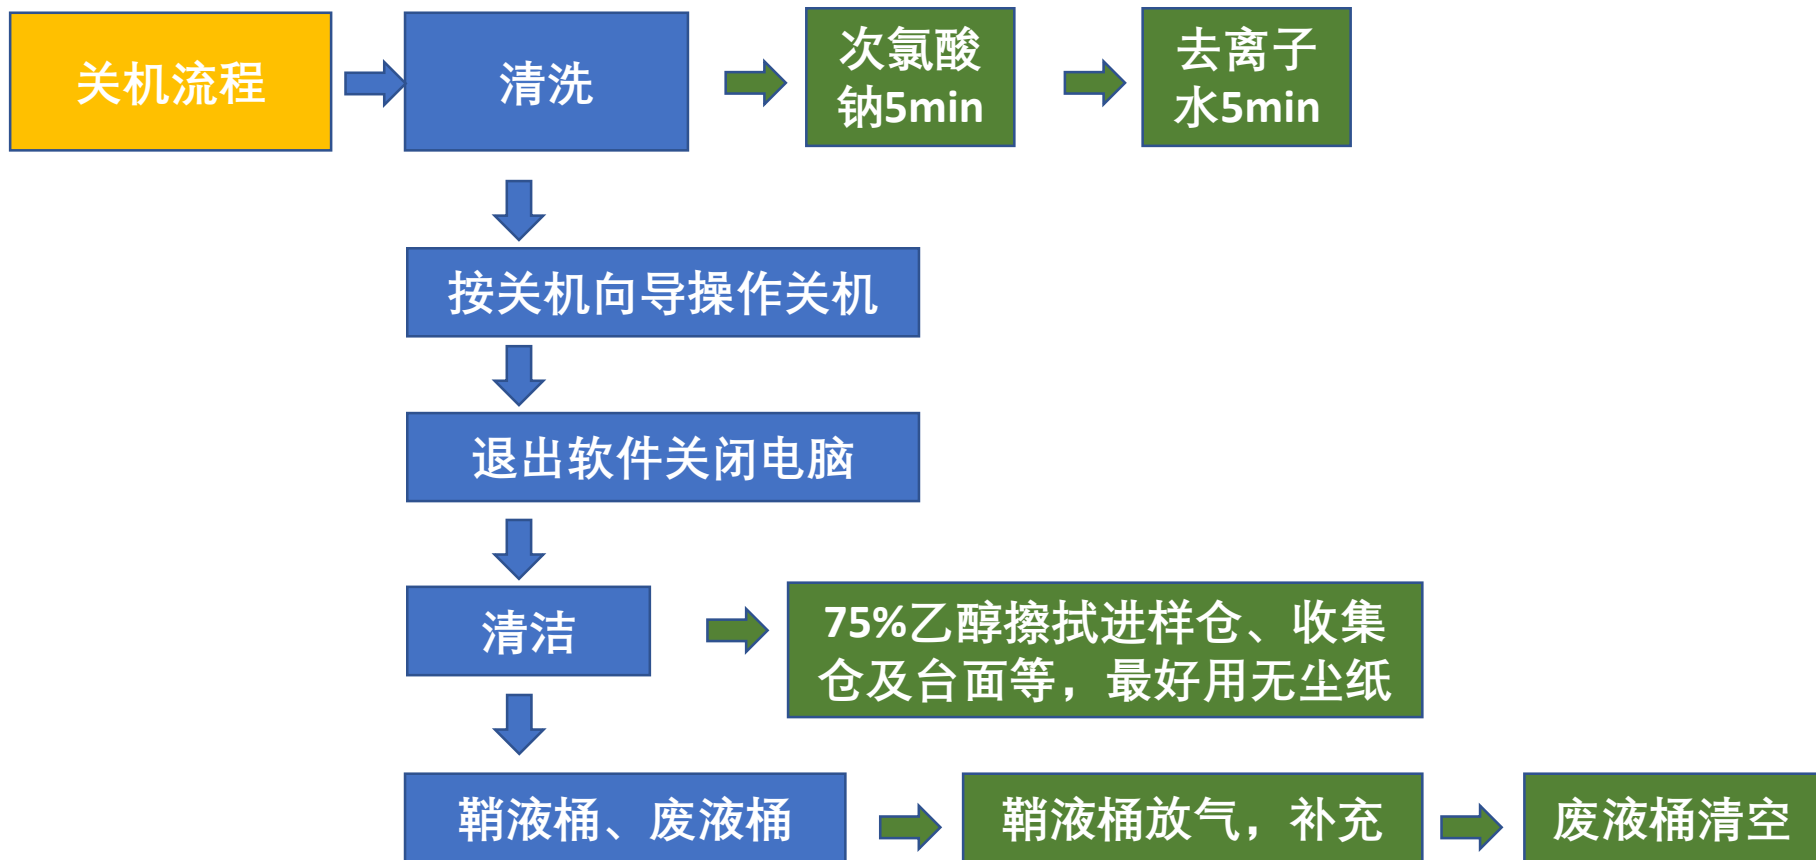 关机流程
清洗
次氯酸
钠5min
去离子
水5min
按关机向导操作关机
退出软件关闭电脑
清洁
75%乙醇擦拭进样仓、收集
仓及台面等，最好用无尘纸
鞘液桶、废液桶
鞘液桶放气，补充
废液桶清空